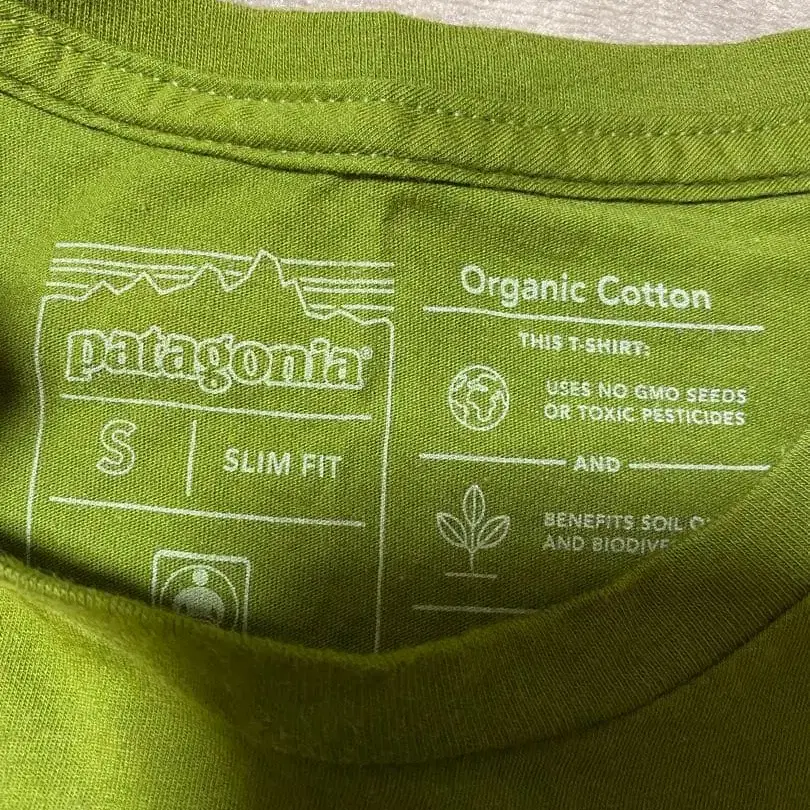 patagonia®
S
SLIM FIT
Organic Cotton
THIS T-SHIRT:
USES NO GMO SEEDS
OR TOXIC PESTICIDES
AND
BENEFITS SOIL
AND